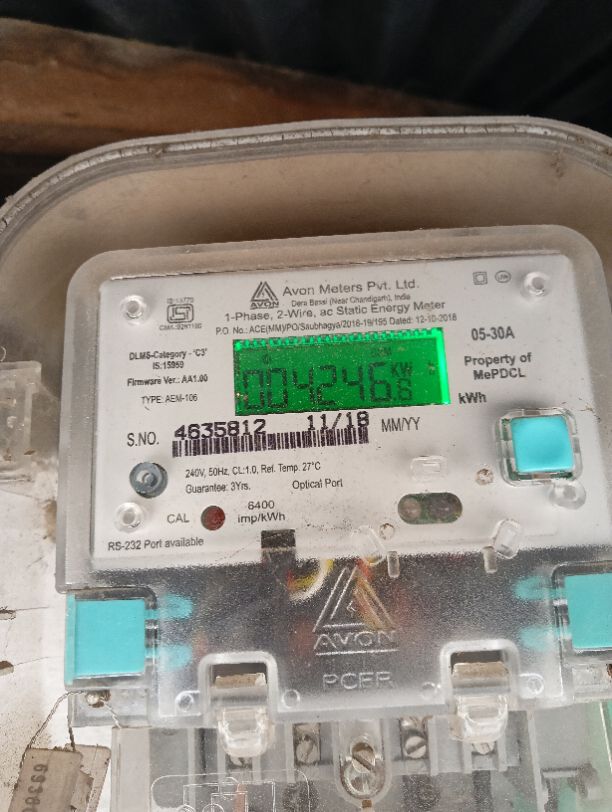 AVON
Avon Meters Pvt. Ltd.
Dera Bassi (Near Chandigarh), India
1-Phase, 2-Wire, ac Static Energy Meter
P.O No.: ACE(MM)/PO/Saubhagya/2018-19/195 Dated: 12-10-2018
DLMS-Category - 'C3'
IS:15959
Firmware Ver.: AA1.00
TYPE: AEM-106
004246
KW
05-30A
Property of
MePDCL
kWh
S.NO. 4635812 11/18 MM/YY
240V, 50Hz, CL:1.0, Ref. Temp. 27°C
Guarantee: 3Yrs. Optical Port
CAL
6400
imp/kWh
RS-232 Port available
AVON